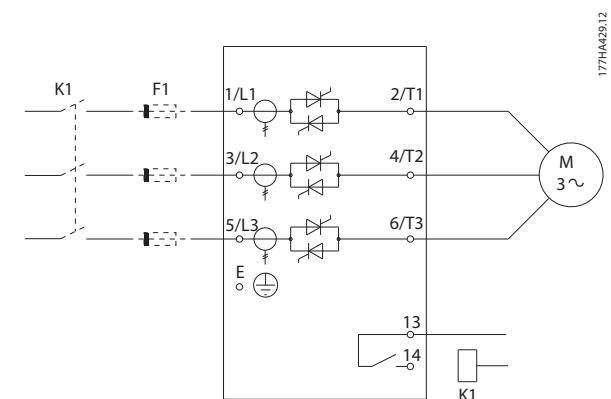 177HA429.12
K1
F1
1/L1
2/T1
3/L2
4/T2
M
3~
5/L3
6/T3
E
13
14
K1